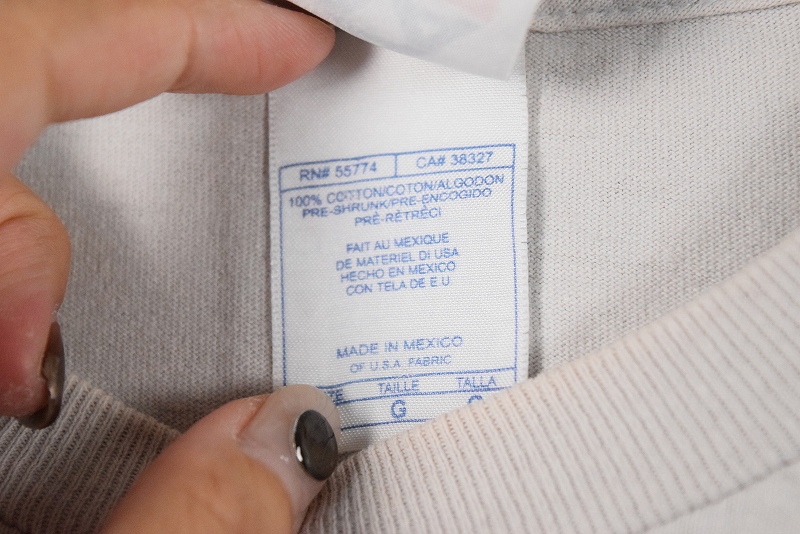 RN# 55774 CA# 38327
100% COTTON/COTON/ALGODON
PRE-SHRUNK/PRE-ENCOGIDO
PRÉ-RÉTRÉCI
FAIT AU MEXIQUE
DE MATERIEL DI USA
HECHO EN MEXICO
CON TELA DE E.U.
MADE IN MEXICO
OF U.S.A. FABRIC
TAILLE TALLA
G